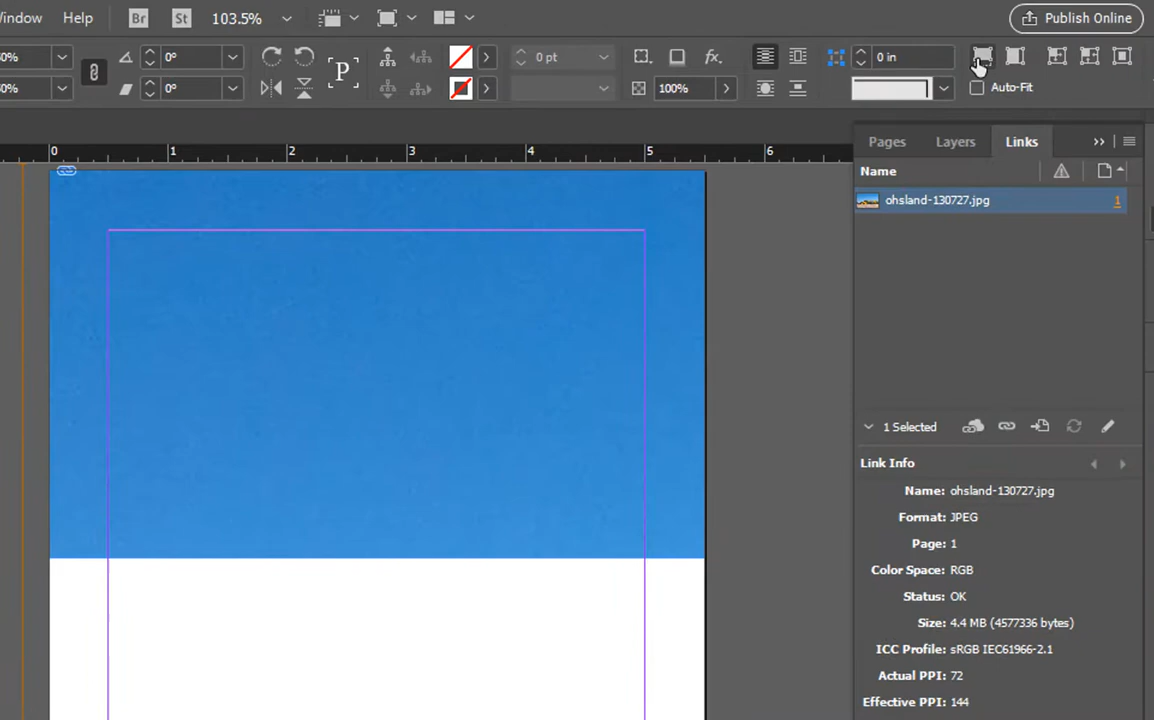 Window Help Br St 103.5% Publish Online
0° 0 pt 0 in
0° P fx. 100% Auto-Fit
Pages Layers Links
0 1 2 3 4 5 6
Name
ohsland-130727.jpg 1
1 Selected
Link Info
Name: ohsland-130727.jpg
Format: JPEG
Page: 1
Color Space: RGB
Status: OK
Size: 4.4 MB (4577336 bytes)
ICC Profile: sRGB IEC61966-2.1
Actual PPI: 72
Effective PPI: 144